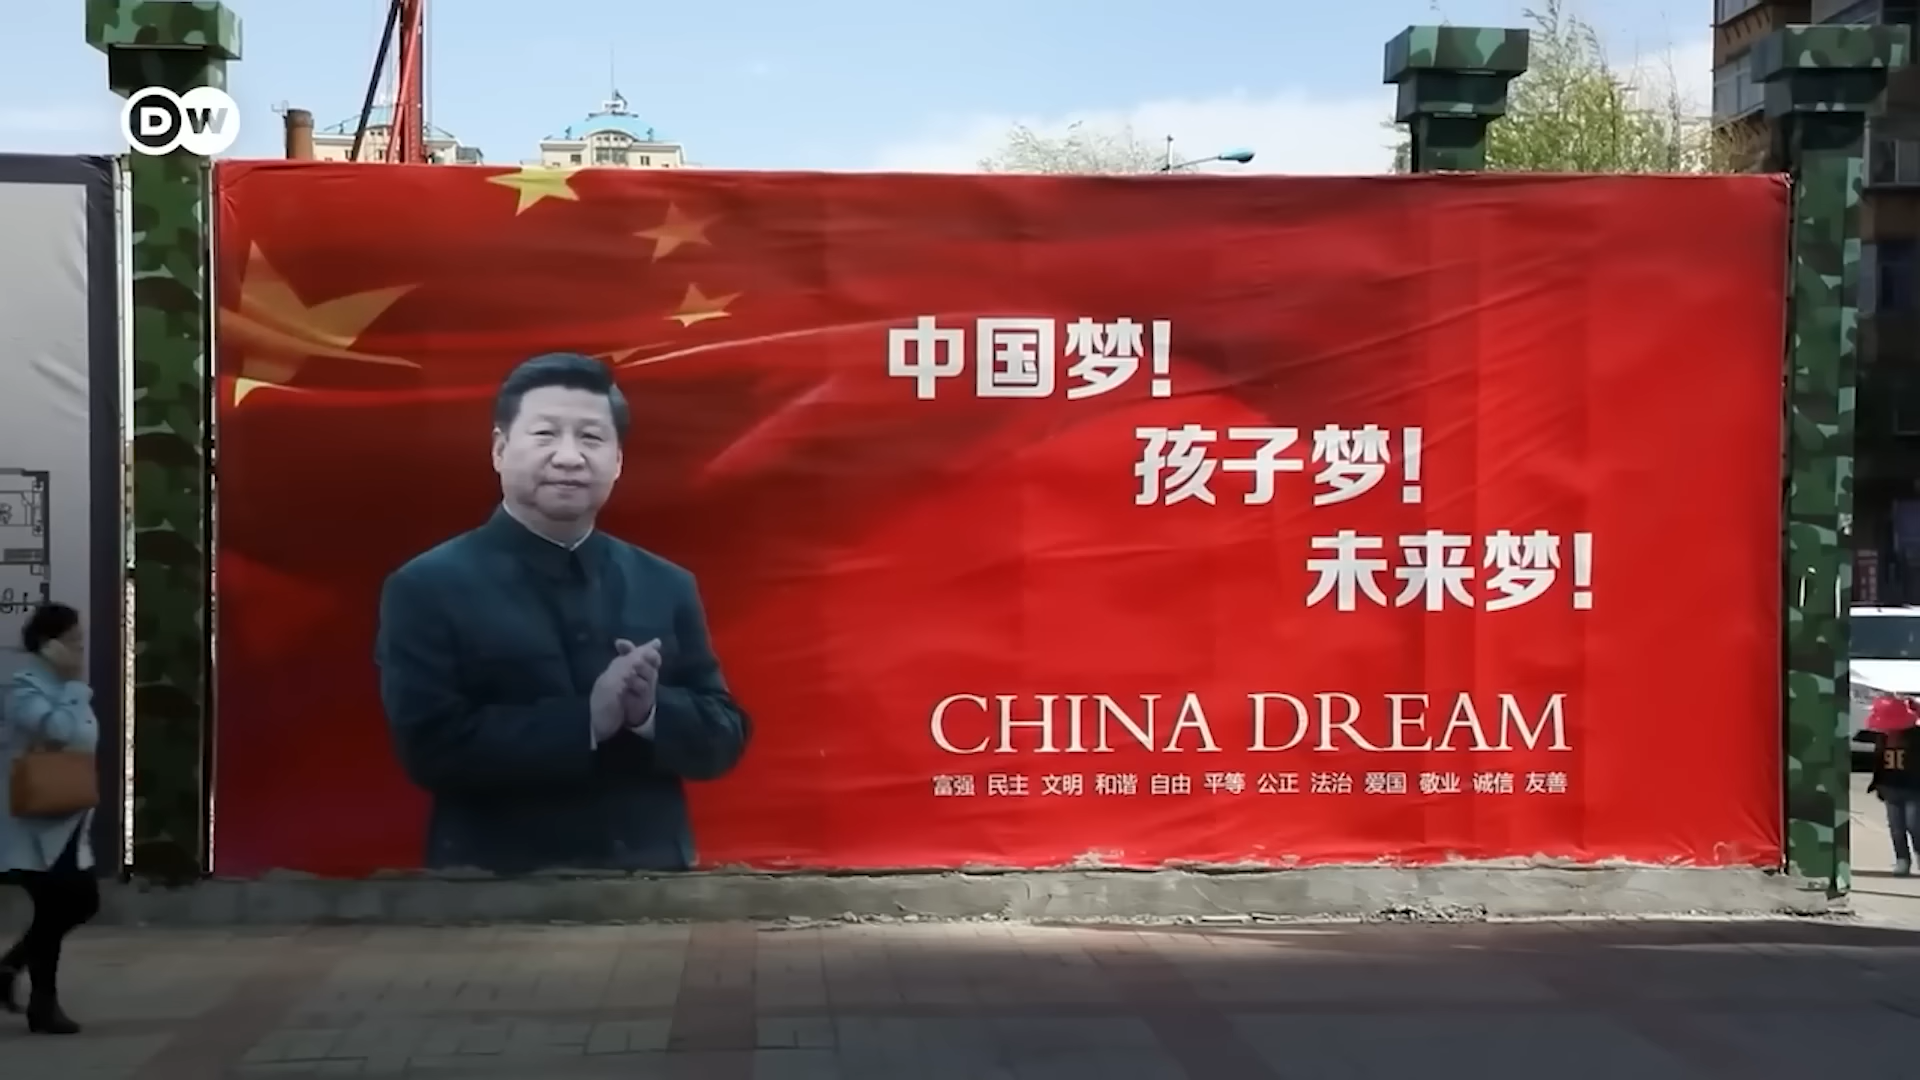 DW
中国梦!
孩子梦!
未来梦!
CHINA DREAM
富强 民主 文明 和谐 自由 平等 公正 法治 爱国 敬业 诚信 友善